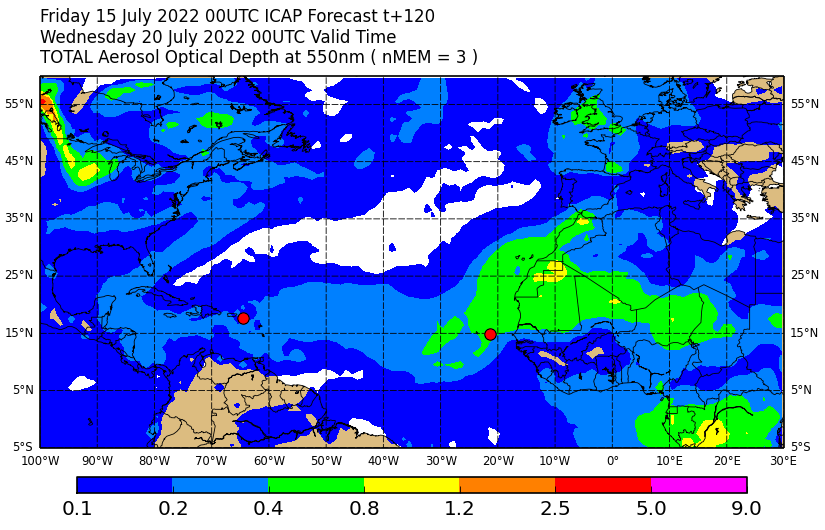 Friday 15 July 2022 00UTC ICAP Forecast t+120
Wednesday 20 July 2022 00UTC Valid Time
TOTAL Aerosol Optical Depth at 550nm ( nMEM = 3 )
55°N 55°N
45°N 45°N
35°N 35°N
25°N 25°N
15°N 15°N
5°N 5°N
5°S 5°S
100°W 90°W 80°W 70°W 60°W 50°W 40°W 30°W 20°W 10°W 0° 10°E 20°E 30°E
0.1 0.2 0.4 0.8 1.2 2.5 5.0 9.0